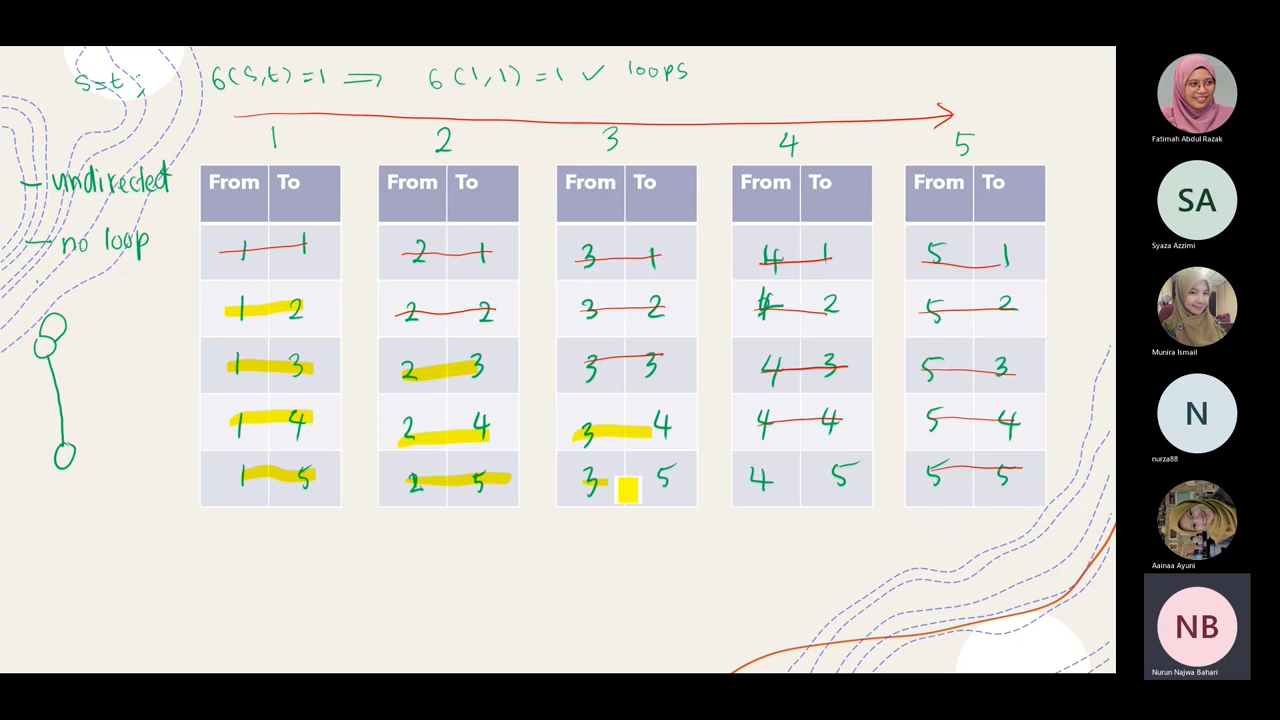 s=t ; 6(s,t) = 1 ⇒ 6(1,1) = 1 ✓ loops
1 2 3 4 5
From To From To From To From To From To
- undirected
- no loop
1 1 2 1 3 1 4 1 5 1
1 2 2 2 3 2 4 2 5 2
1 3 2 3 3 3 4 3 5 3
1 4 2 4 3 4 4 4 5 4
1 5 2 5 3 5 4 5 5 5
Fatimah Abdul Razak
SA
Syaza Azzimi
Munira Ismail
N
nurza88
Aainaa Ayuni
NB
Nurun Najwa Bahari